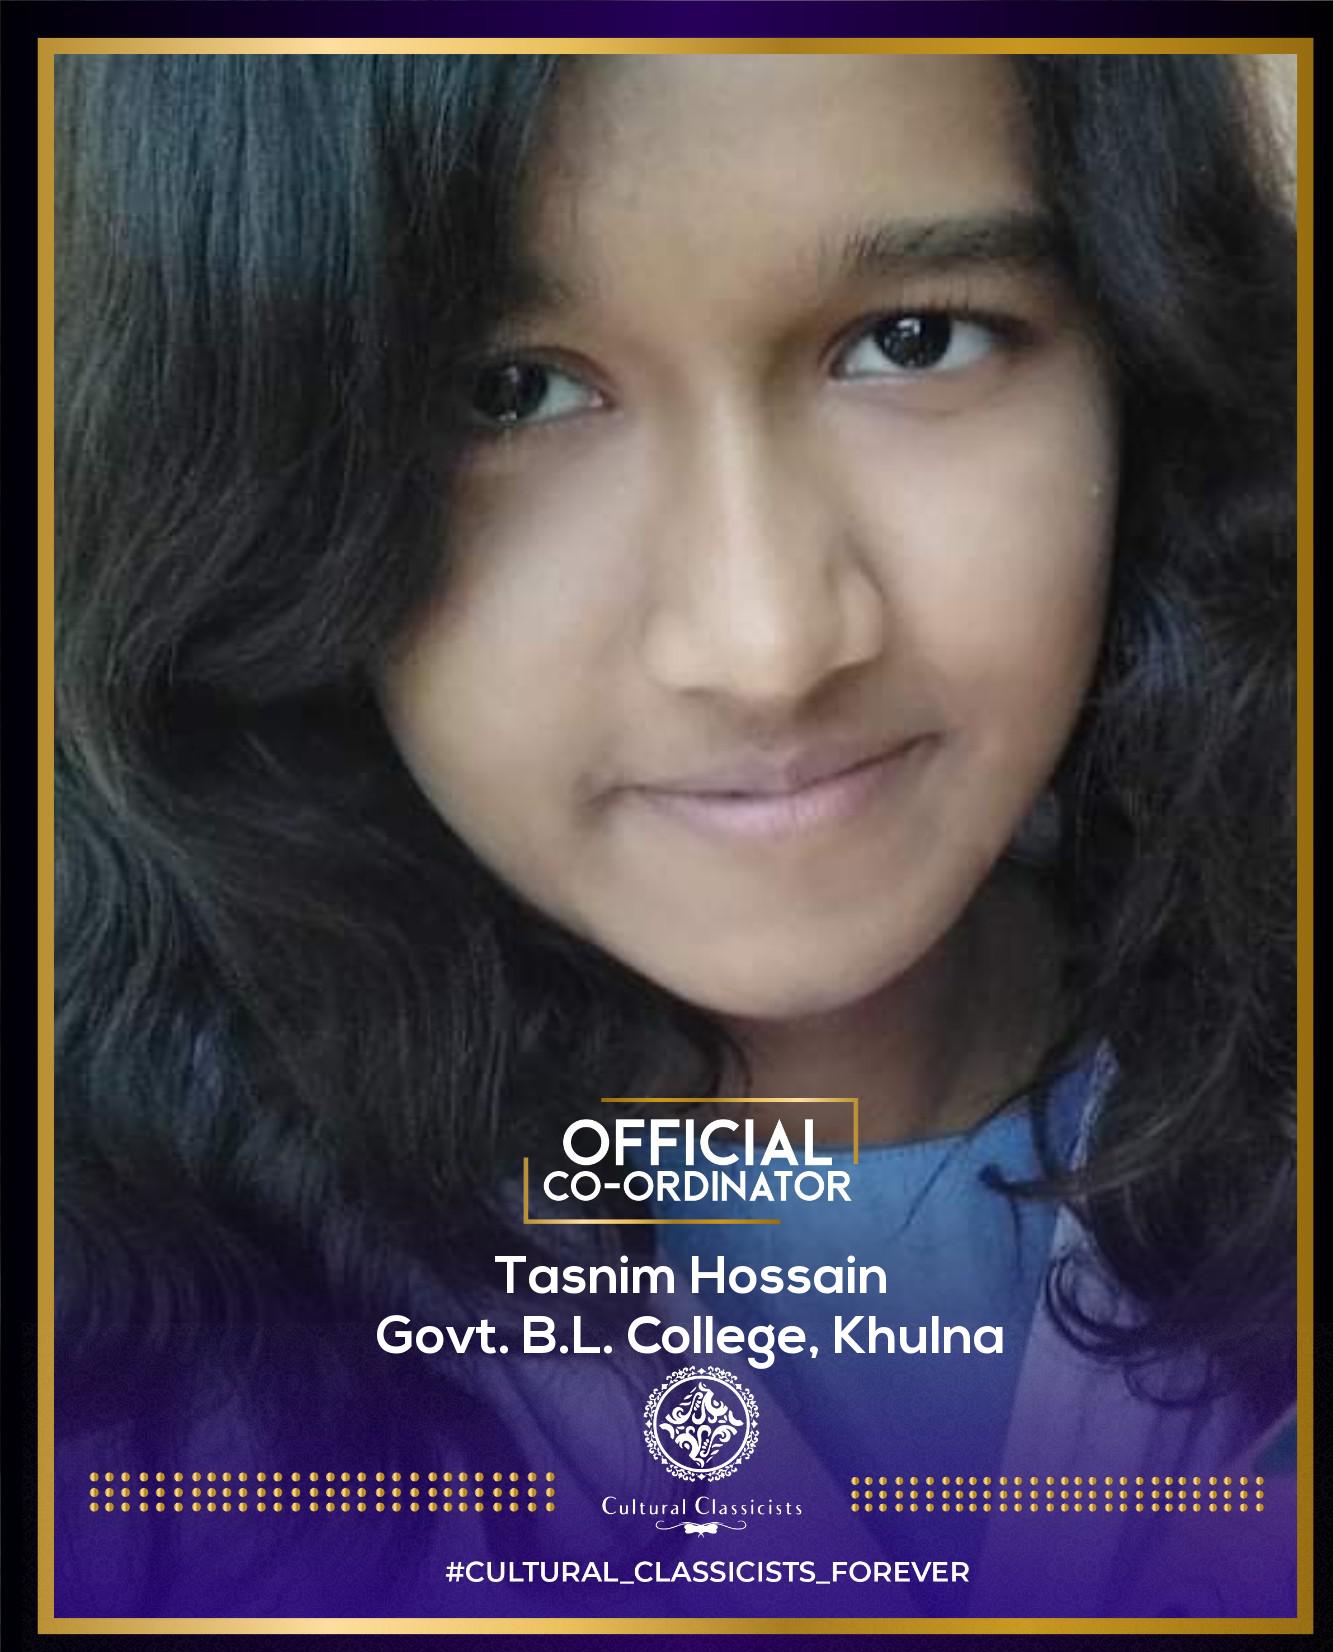 OFFICIAL
CO-ORDINATOR
Tasnim Hossain
Govt. B.L. College, Khulna
Cultural Classicists
#CULTURAL_CLASSICISTS_FOREVER